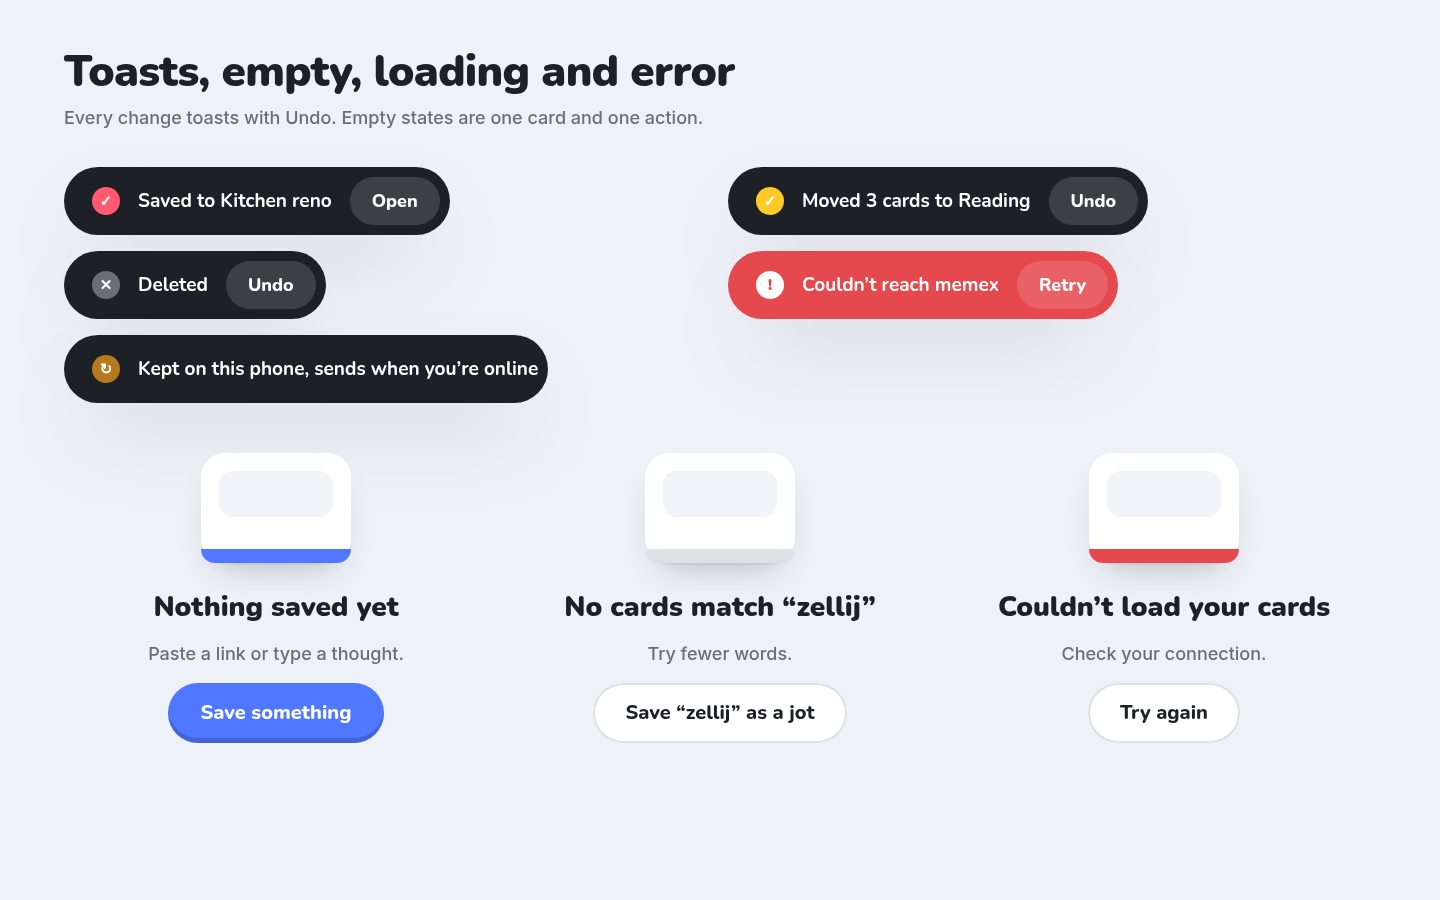 Toasts, empty, loading and error
Every change toasts with Undo. Empty states are one card and one action.
✓ Saved to Kitchen reno Open
✓ Moved 3 cards to Reading Undo
✕ Deleted Undo
! Couldn’t reach memex Retry
↻ Kept on this phone, sends when you’re online
Nothing saved yet
Paste a link or type a thought.
Save something
No cards match “zellij”
Try fewer words.
Save “zellij” as a jot
Couldn’t load your cards
Check your connection.
Try again